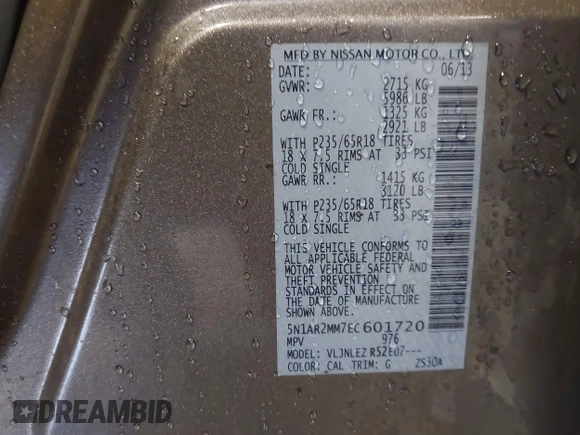 MFD BY NISSAN MOTOR CO., LTD.
DATE: 06/13
GVWR: 2715 KG
5986 LB
GAWR FR.: 1325 KG
2921 LB
WITH P235/65R18 TIRES
18 X 7.5 RIMS AT 33 PSI
COLD SINGLE
GAWR RR.: 1415 KG
3120 LB
WITH P235/65R18 TIRES
18 X 7.5 RIMS AT 33 PSI
COLD SINGLE
THIS VEHICLE CONFORMS TO
ALL APPLICABLE FEDERAL
MOTOR VEHICLE SAFETY AND
THEFT PREVENTION
STANDARDS IN EFFECT ON
THE DATE OF MANUFACTURE
SHOWN ABOVE.
5N1AR2MM7EC601720
MPV 976
MODEL: VLJNLEZ R52E07---
COLOR: CAL TRIM: G ZS30A
DREAMBID